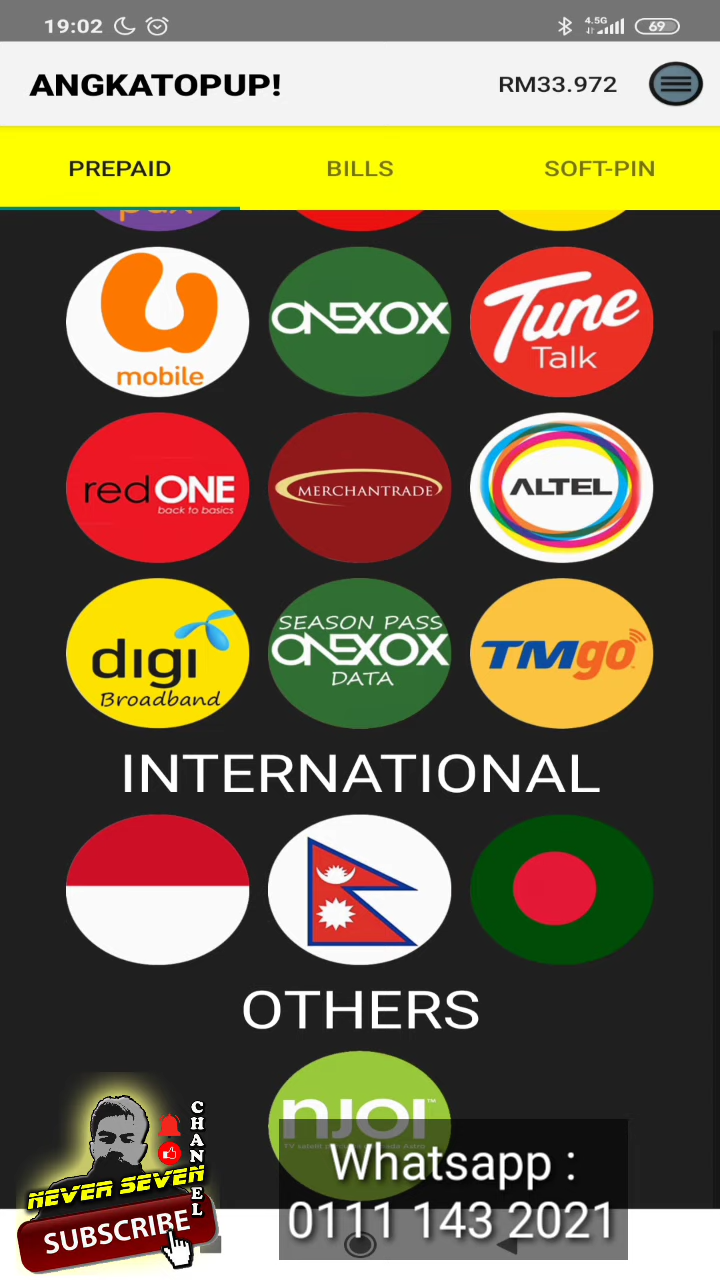 19:02
4.5G
69
ANGKATOPUP!
RM33.972
PREPAID
BILLS
SOFT-PIN
mobile
ONEXOX
Tune
Talk
redONE
back to basics
MERCHANTRADE
ALTEL
digi
Broadband
SEASON PASS
ONEXOX
DATA
TMgo
INTERNATIONAL
OTHERS
njoi™
Whatsapp :
0111 143 2021
CHANNEL
NEVER SEVEN
SUBSCRIBE